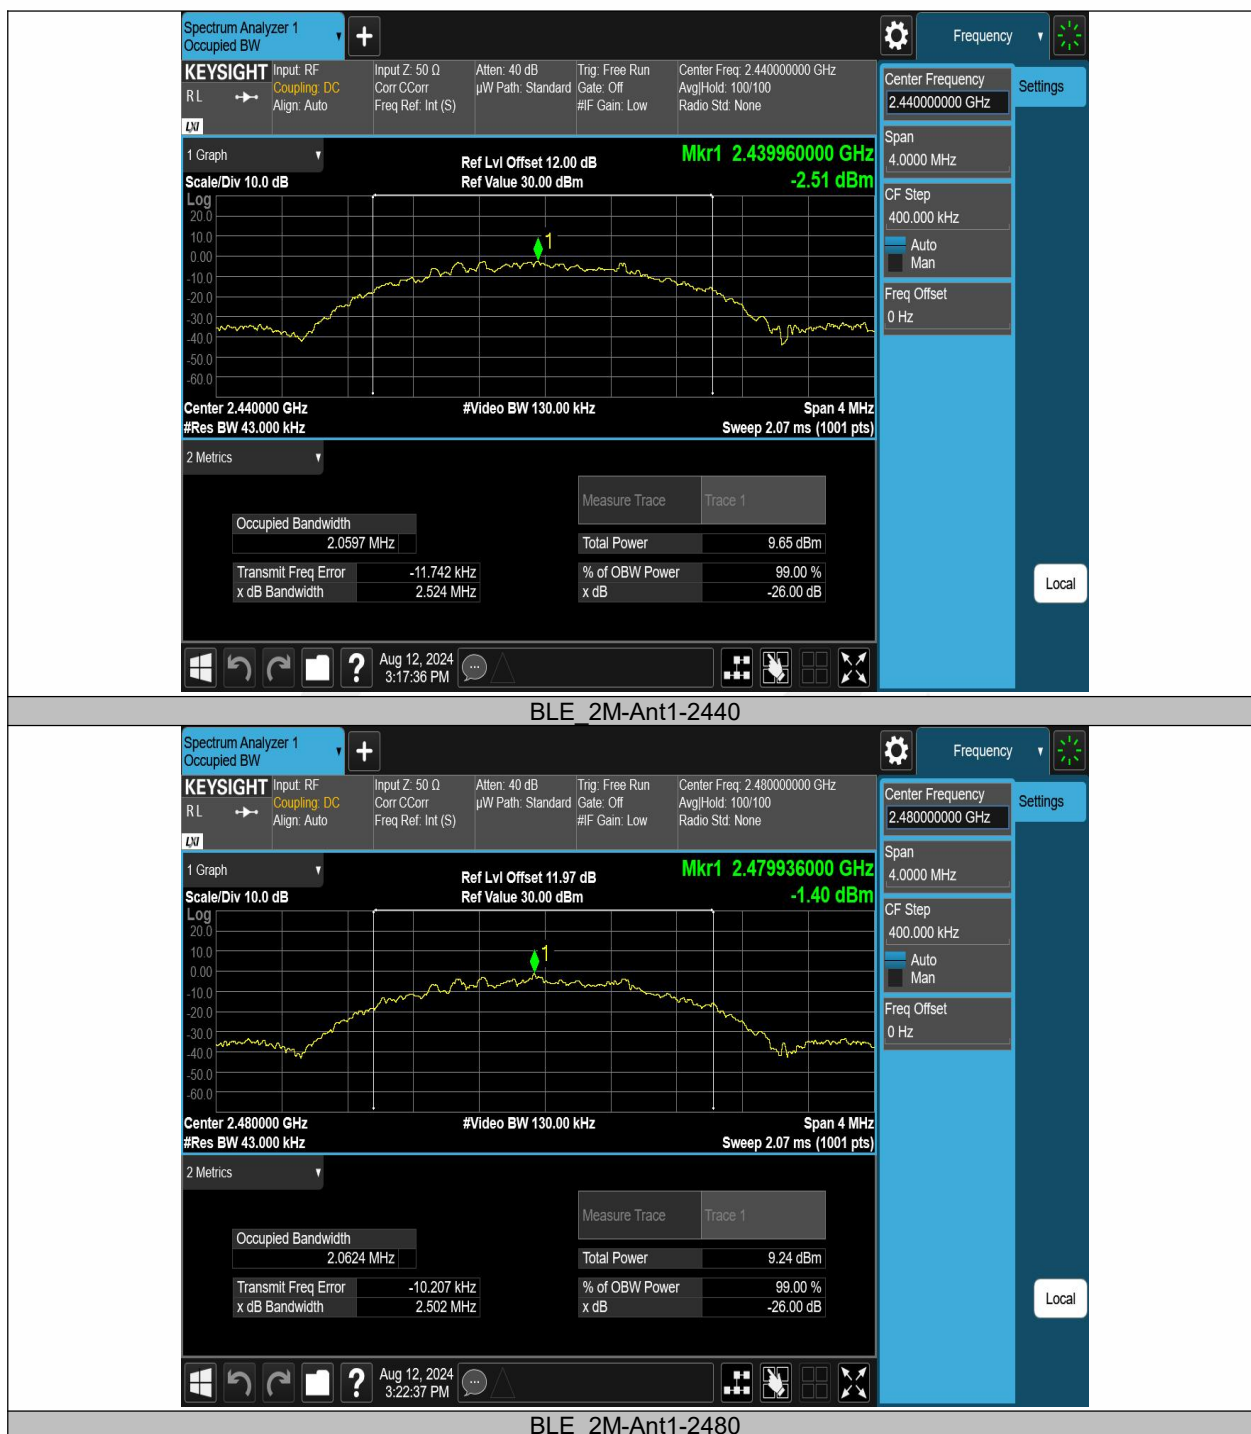 Spectrum Analyzer 1
Occupied BW
Frequency
KEYSIGHT
RL
LXI
Input: RF
Coupling: DC
Align: Auto
Input Z: 50 Ω
Corr CCorr
Freq Ref: Int (S)
Atten: 40 dB
µW Path: Standard
Trig: Free Run
Gate: Off
#IF Gain: Low
Center Freq: 2.440000000 GHz
Avg|Hold: 100/100
Radio Std: None
Center Frequency
2.440000000 GHz
Settings
Span
4.0000 MHz
CF Step
400.000 kHz
Auto
Man
Freq Offset
0 Hz
Local
1 Graph
Scale/Div 10.0 dB
Ref Lvl Offset 12.00 dB
Ref Value 30.00 dBm
Mkr1 2.439960000 GHz
-2.51 dBm
Log
20.0
10.0
0.00
-10.0
-20.0
-30.0
-40.0
-50.0
-60.0
1
Center 2.440000 GHz
#Res BW 43.000 kHz
#Video BW 130.00 kHz
Span 4 MHz
Sweep 2.07 ms (1001 pts)
2 Metrics
Measure Trace Trace 1
Occupied Bandwidth
2.0597 MHz
Total Power 9.65 dBm
Transmit Freq Error -11.742 kHz
% of OBW Power 99.00 %
x dB Bandwidth 2.524 MHz
x dB -26.00 dB
Aug 12, 2024
3:17:36 PM
BLE_2M-Ant1-2440
Spectrum Analyzer 1
Occupied BW
Frequency
KEYSIGHT
RL
LXI
Input: RF
Coupling: DC
Align: Auto
Input Z: 50 Ω
Corr CCorr
Freq Ref: Int (S)
Atten: 40 dB
µW Path: Standard
Trig: Free Run
Gate: Off
#IF Gain: Low
Center Freq: 2.480000000 GHz
Avg|Hold: 100/100
Radio Std: None
Center Frequency
2.480000000 GHz
Settings
Span
4.0000 MHz
CF Step
400.000 kHz
Auto
Man
Freq Offset
0 Hz
Local
1 Graph
Scale/Div 10.0 dB
Ref Lvl Offset 11.97 dB
Ref Value 30.00 dBm
Mkr1 2.479936000 GHz
-1.40 dBm
Log
20.0
10.0
0.00
-10.0
-20.0
-30.0
-40.0
-50.0
-60.0
1
Center 2.480000 GHz
#Res BW 43.000 kHz
#Video BW 130.00 kHz
Span 4 MHz
Sweep 2.07 ms (1001 pts)
2 Metrics
Measure Trace Trace 1
Occupied Bandwidth
2.0624 MHz
Total Power 9.24 dBm
Transmit Freq Error -10.207 kHz
% of OBW Power 99.00 %
x dB Bandwidth 2.502 MHz
x dB -26.00 dB
Aug 12, 2024
3:22:37 PM
BLE_2M-Ant1-2480